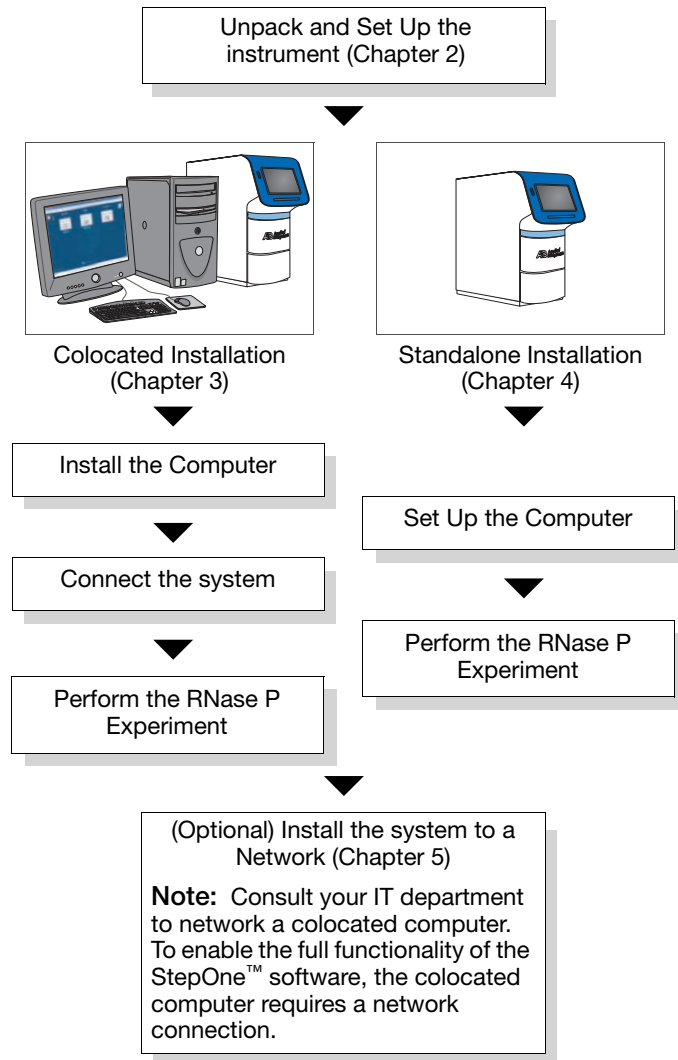 Unpack and Set Up the
instrument (Chapter 2)
Colocated Installation
(Chapter 3)
Standalone Installation
(Chapter 4)
Install the Computer
Connect the system
Perform the RNase P
Experiment
Set Up the Computer
Perform the RNase P
Experiment
(Optional) Install the system to a
Network (Chapter 5)
Note: Consult your IT department
to network a colocated computer.
To enable the full functionality of the
StepOne™ software, the colocated
computer requires a network
connection.